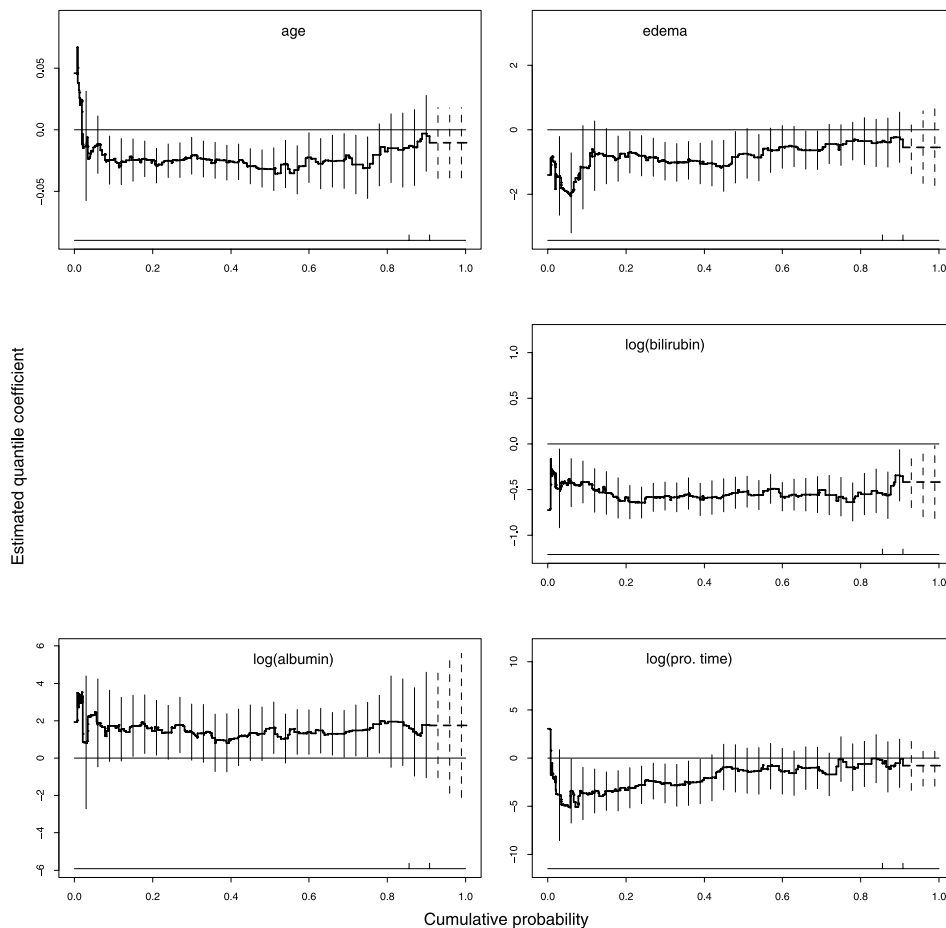 age
edema
0.05
0.0
−0.05
2
0
−2
0.0 0.2 0.4 0.6 0.8 1.0
0.0 0.2 0.4 0.6 0.8 1.0
Estimated quantile coefficient
log(bilirubin)
1.0
0.5
0.0
−0.5
−1.0
0.0 0.2 0.4 0.6 0.8 1.0
log(albumin)
log(pro. time)
6
4
2
0
−2
−4
−6
10
5
0
−5
−10
0.0 0.2 0.4 0.6 0.8 1.0
0.0 0.2 0.4 0.6 0.8 1.0
Cumulative probability